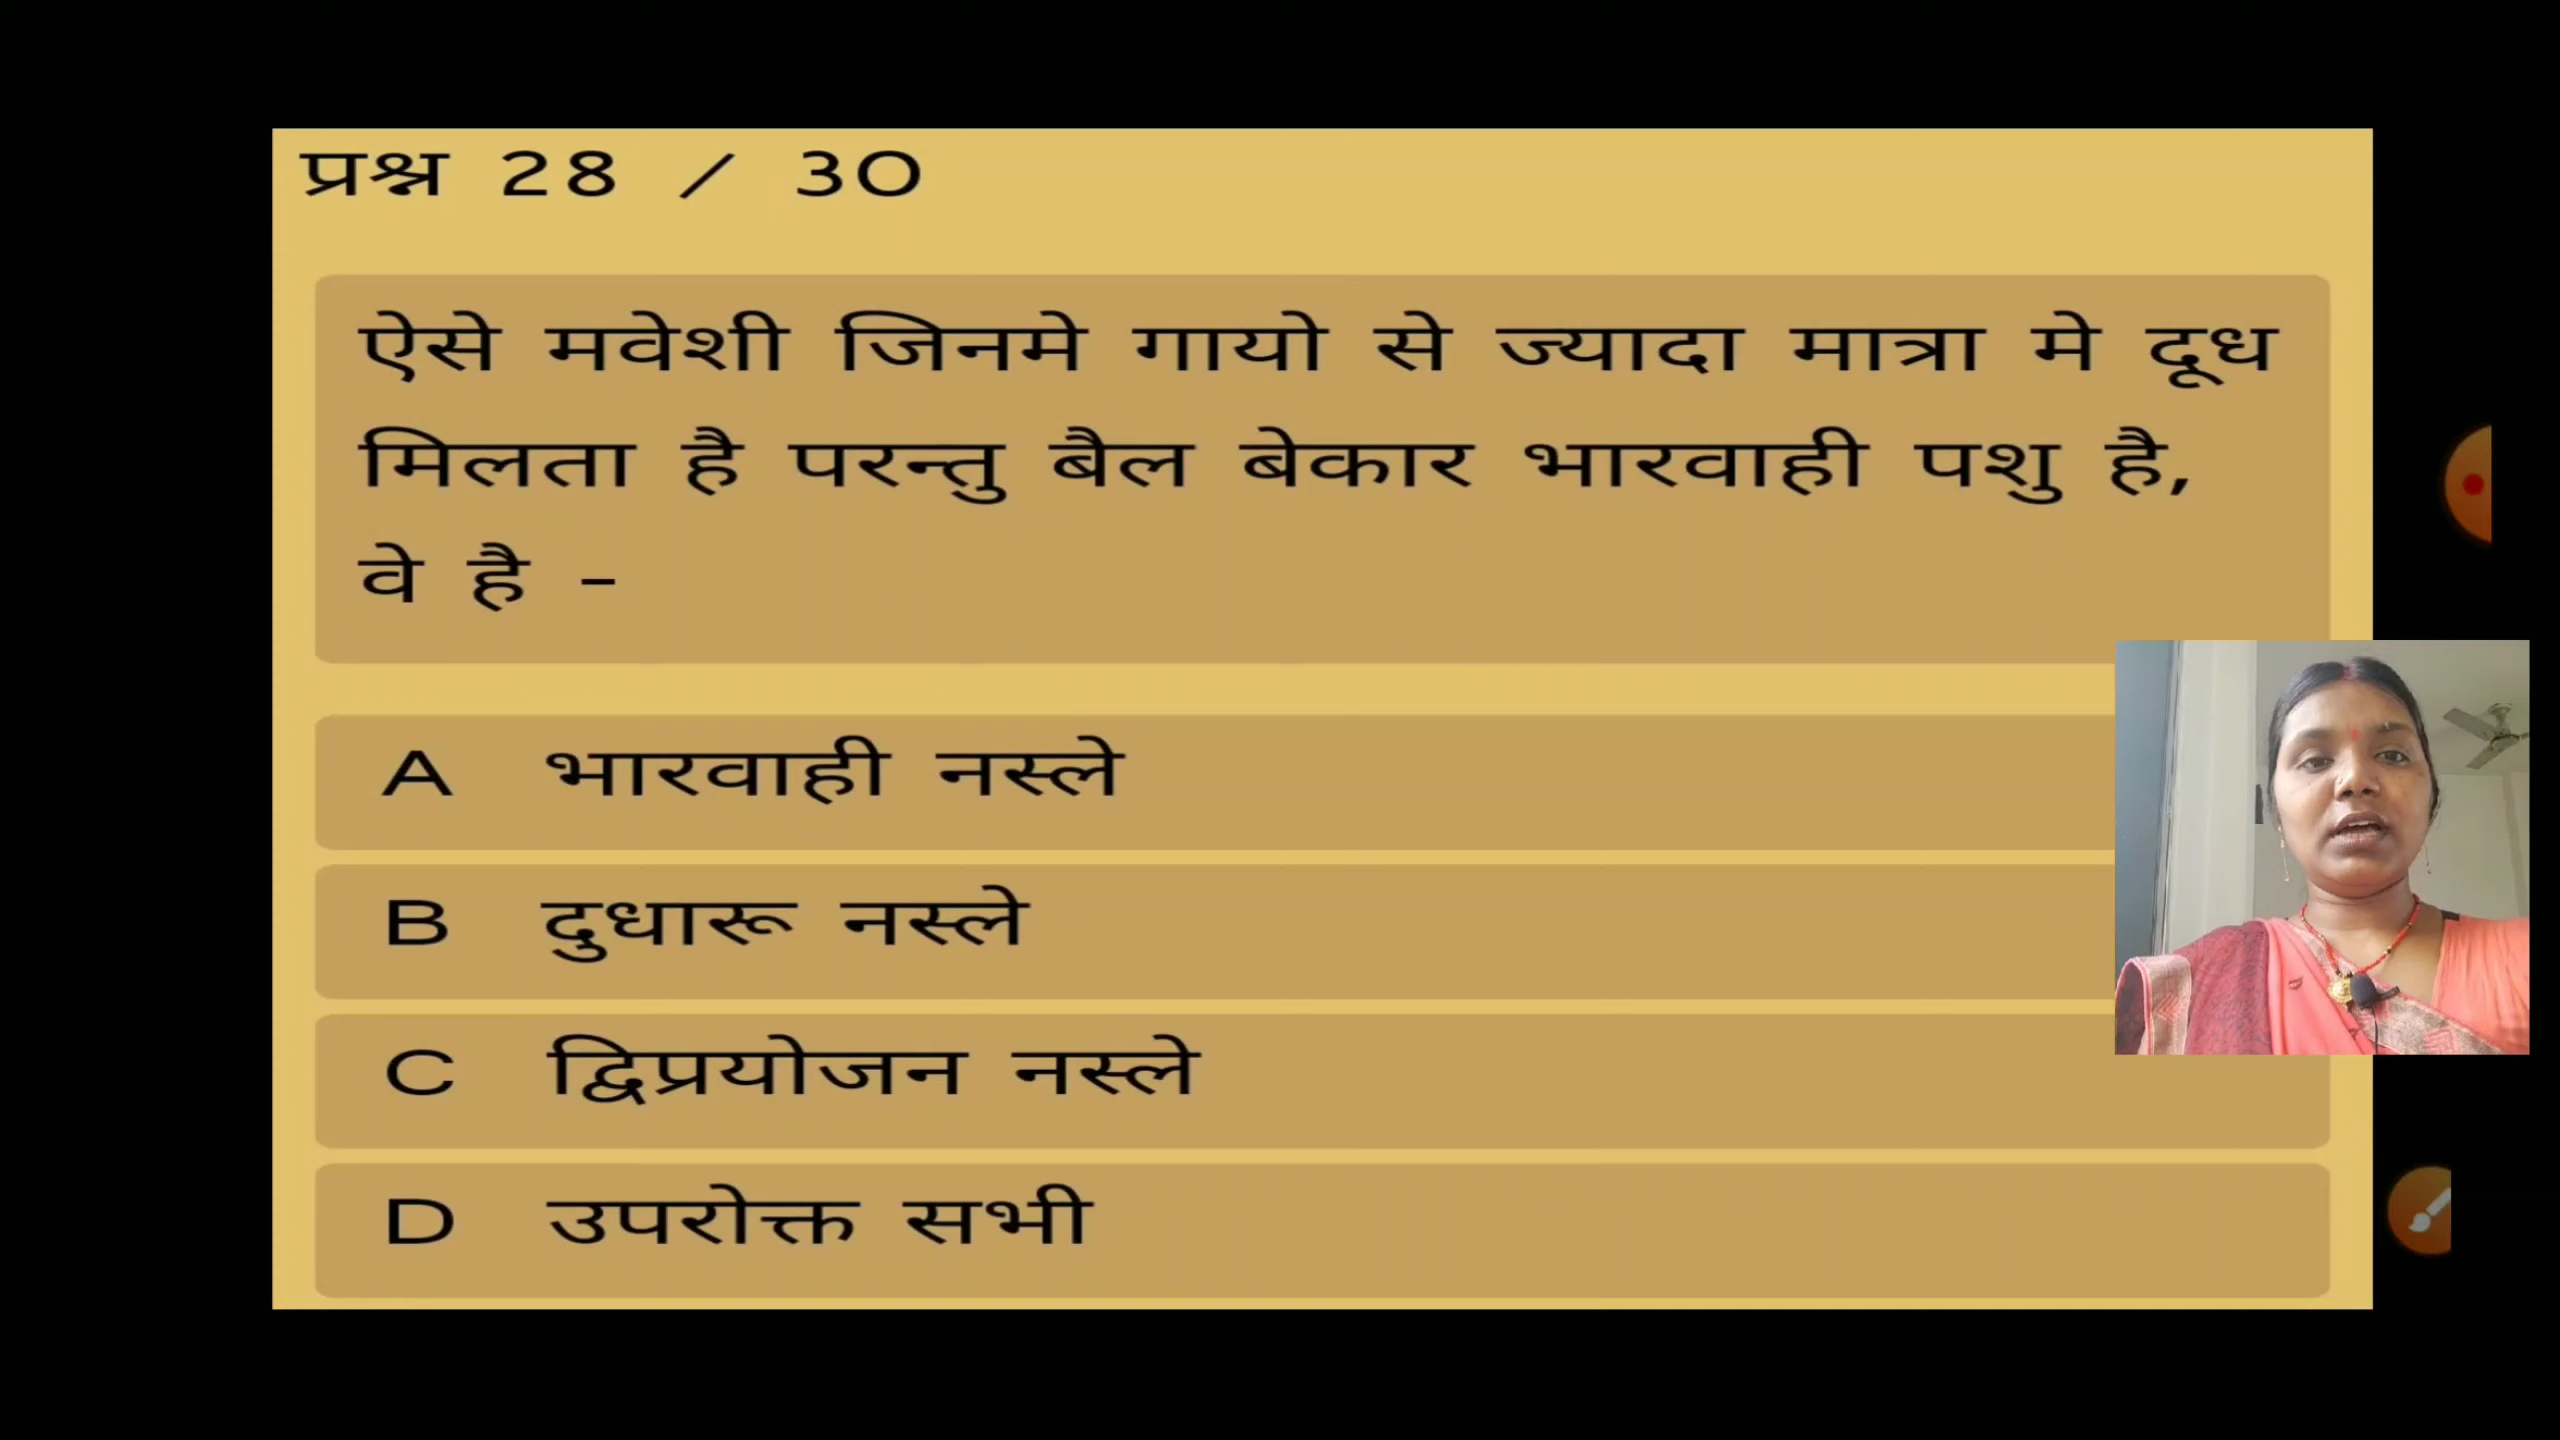 प्रश्न 28 / 30
ऐसे मवेशी जिनमे गायो से ज्यादा मात्रा मे दूध
मिलता है परन्तु बैल बेकार भारवाही पशु है,
वे है -
A भारवाही नस्ले
B दुधारू नस्ले
C द्विप्रयोजन नस्ले
D उपरोक्त सभी